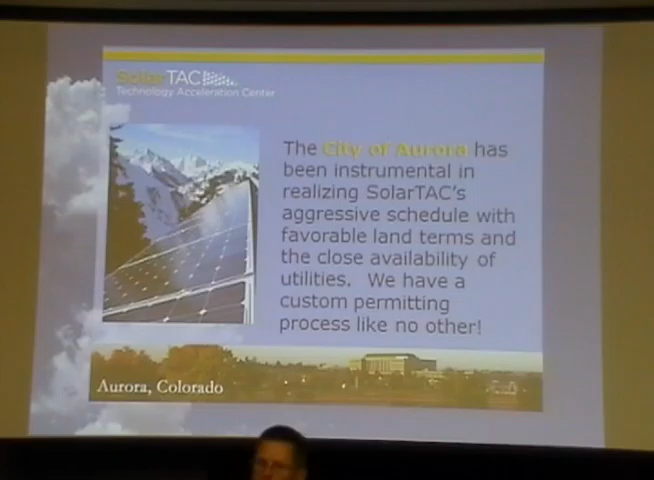 SolarTAC
Technology Acceleration Center
The City of Aurora has
been instrumental in
realizing SolarTAC's
aggressive schedule with
favorable land terms and
the close availability of
utilities. We have a
custom permitting
process like no other!
Aurora, Colorado